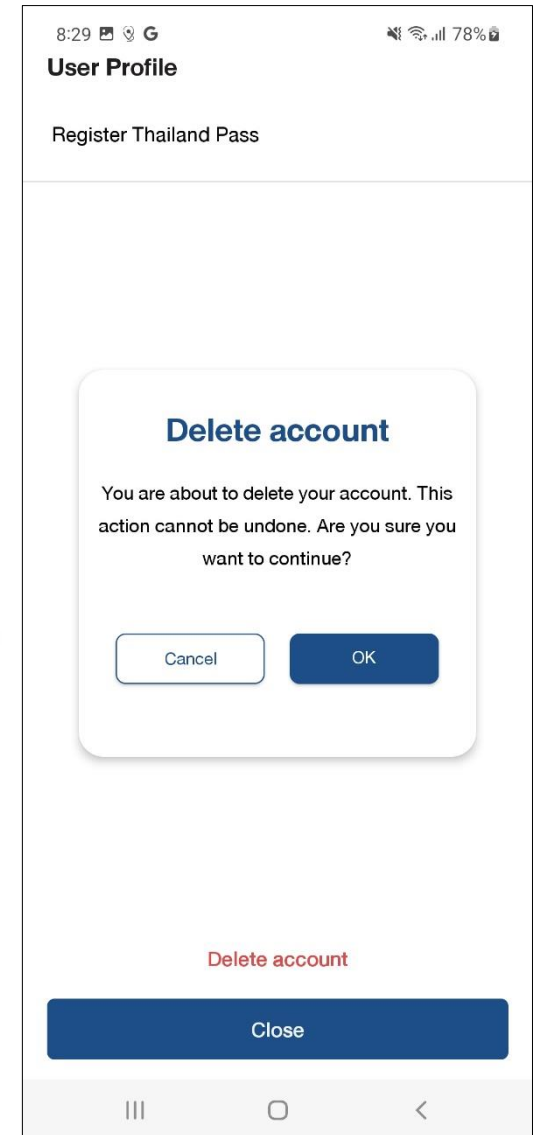 8:29 G 78%
User Profile
Register Thailand Pass
Delete account
You are about to delete your account. This
action cannot be undone. Are you sure you
want to continue?
Cancel OK
Delete account
Close